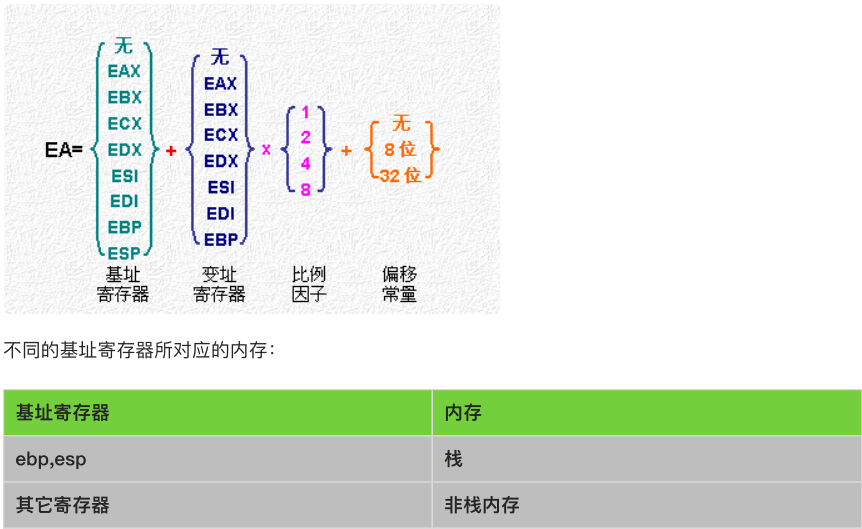 EA= 无 EAX EBX ECX EDX ESI EDI EBP ESP + 无 EAX EBX ECX EDX ESI EDI EBP × 1 2 4 8 + 无 8位 32位
基址寄存器 变址寄存器 比例因子 偏移常量
不同的基址寄存器所对应的内存：
基址寄存器 内存
ebp,esp 栈
其它寄存器 非栈内存